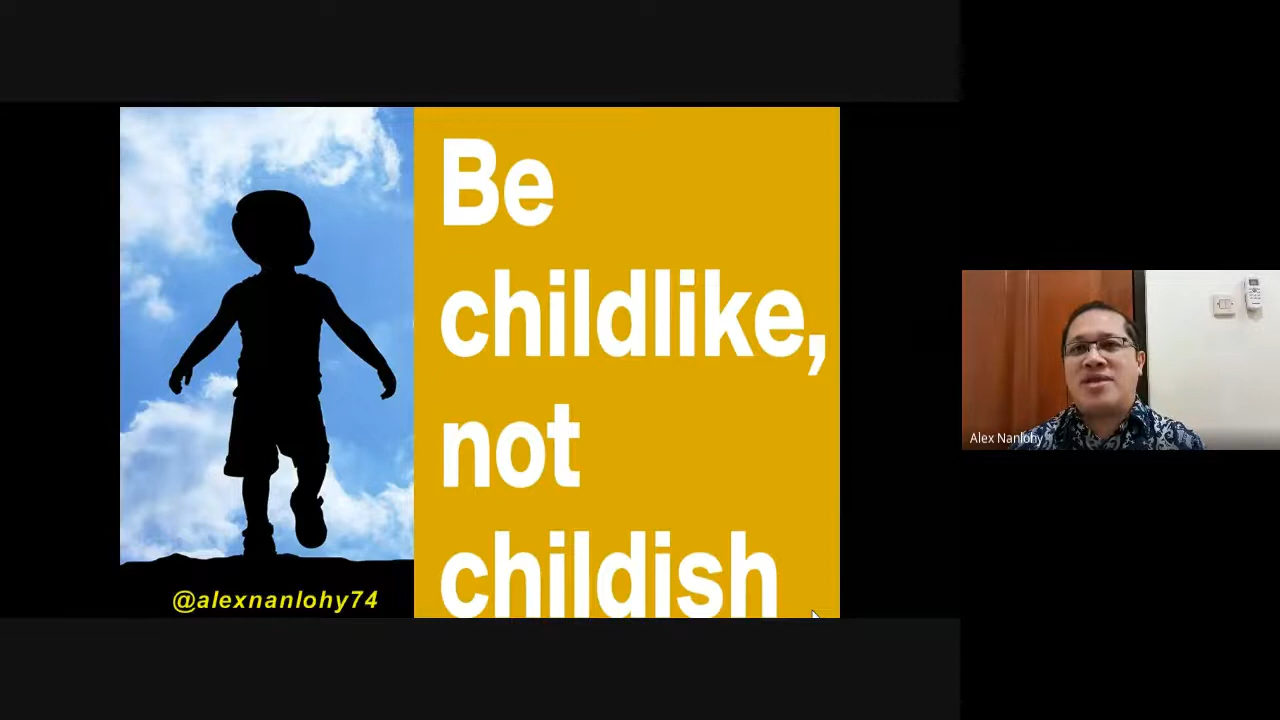 Be
childlike,
not
childish
@alexnanlohy74
Alex Nanlohy